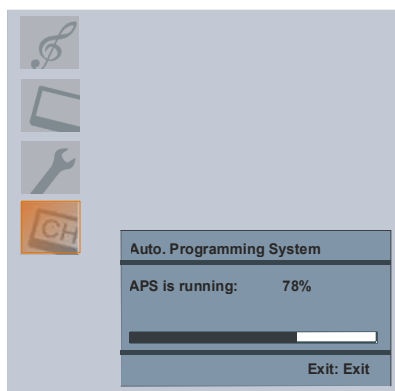 CH
Auto. Programming System
APS is running: 78%
Exit: Exit